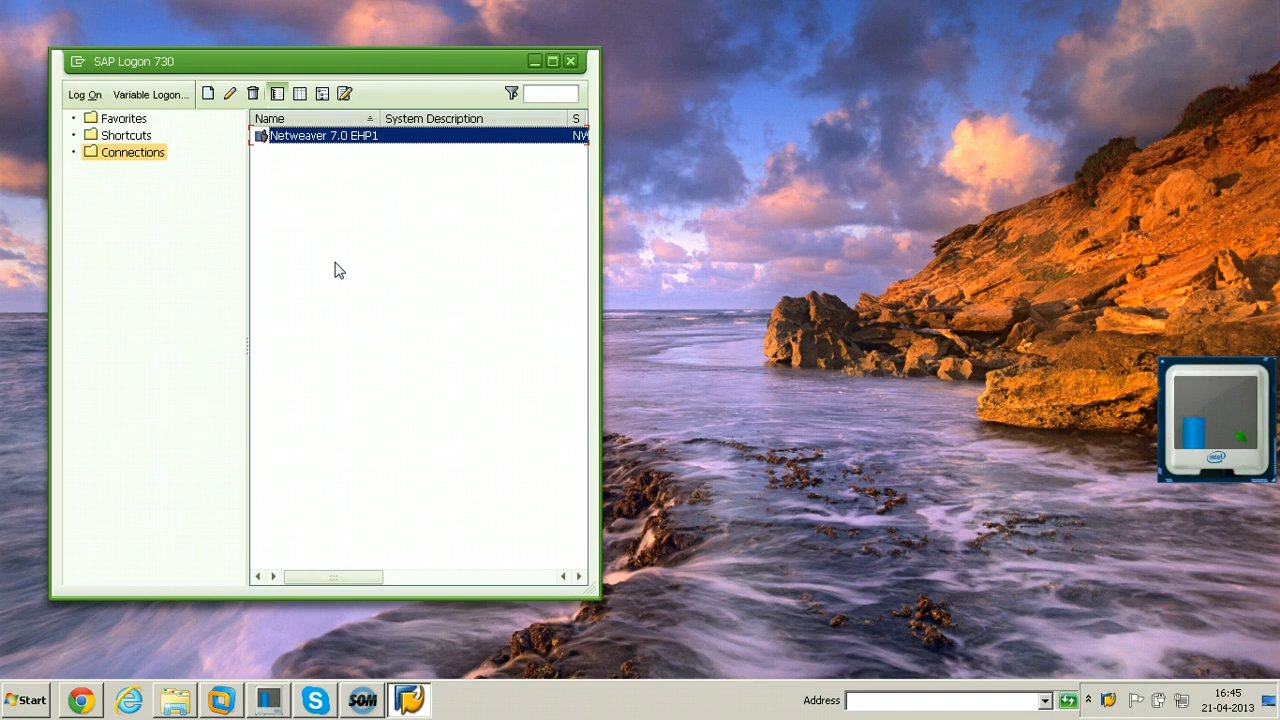 SAP Logon 730
Log On Variable Logon...
Favorites
Shortcuts
Connections
Name System Description S
Netweaver 7.0 EHP1 NW
intel
Start
SOM
Address
16:45
21-04-2013